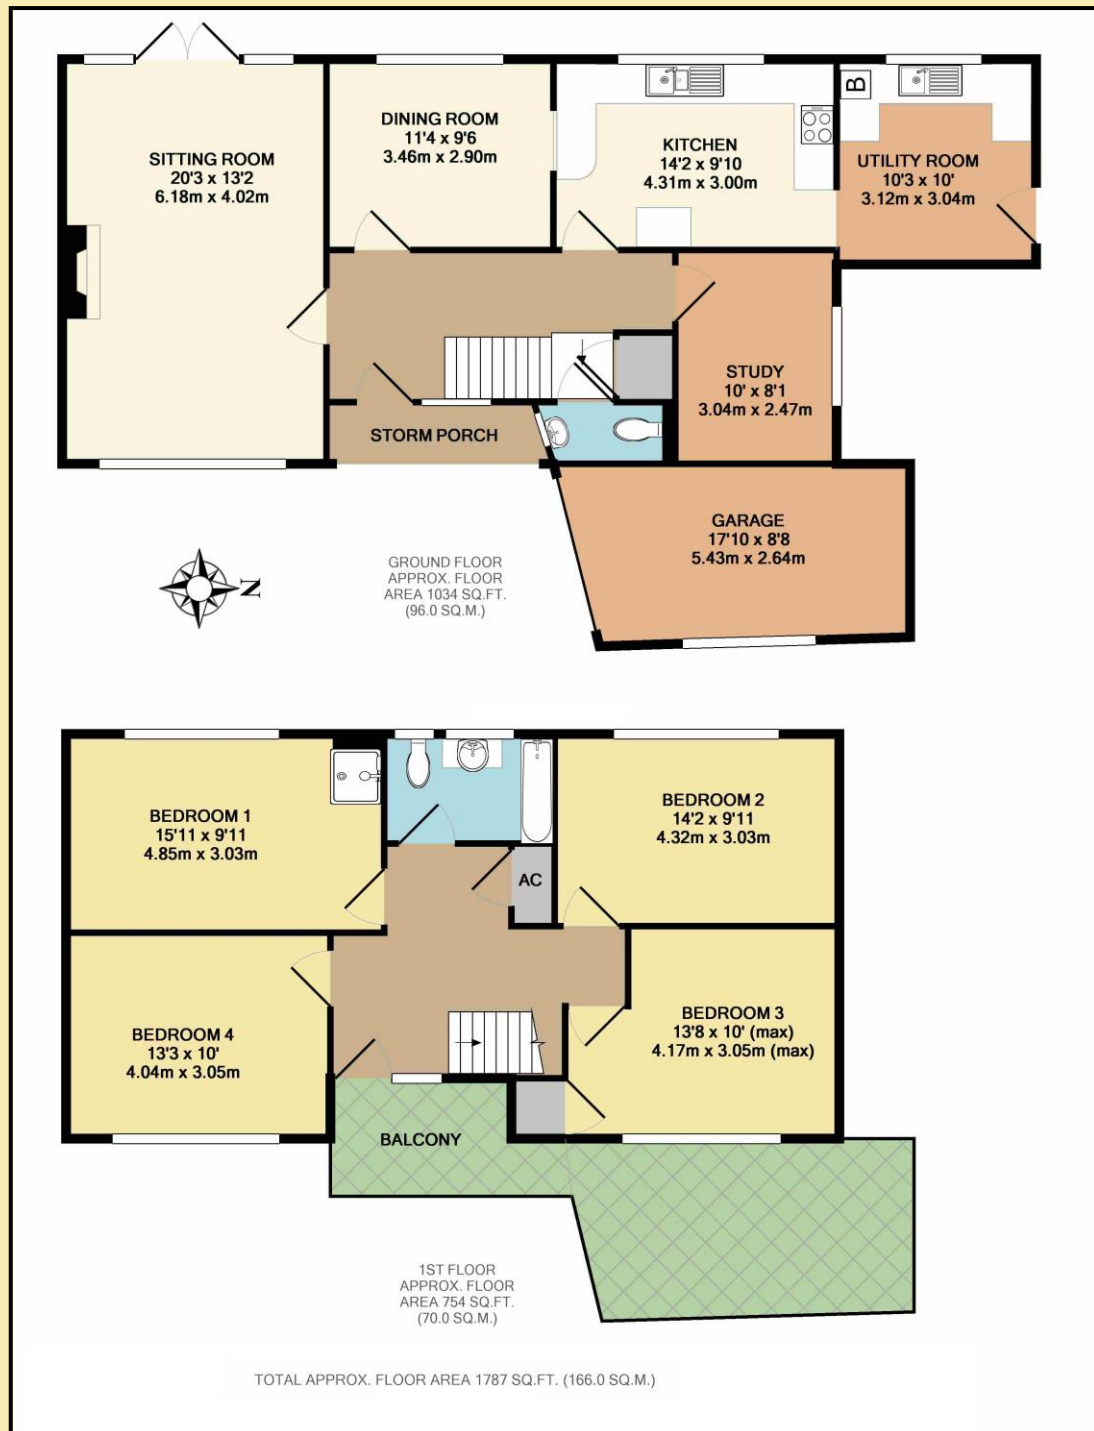 SITTING ROOM
20'3 x 13'2
6.18m x 4.02m
DINING ROOM
11'4 x 9'6
3.46m x 2.90m
KITCHEN
14'2 x 9'10
4.31m x 3.00m
B
UTILITY ROOM
10'3 x 10'
3.12m x 3.04m
STUDY
10' x 8'1
3.04m x 2.47m
STORM PORCH
GARAGE
17'10 x 8'8
5.43m x 2.64m
N
GROUND FLOOR
APPROX. FLOOR
AREA 1034 SQ.FT.
(96.0 SQ.M.)
BEDROOM 1
15'11 x 9'11
4.85m x 3.03m
BEDROOM 2
14'2 x 9'11
4.32m x 3.03m
AC
BEDROOM 4
13'3 x 10'
4.04m x 3.05m
BEDROOM 3
13'8 x 10' (max)
4.17m x 3.05m (max)
BALCONY
1ST FLOOR
APPROX. FLOOR
AREA 754 SQ.FT.
(70.0 SQ.M.)
TOTAL APPROX. FLOOR AREA 1787 SQ.FT. (166.0 SQ.M.)